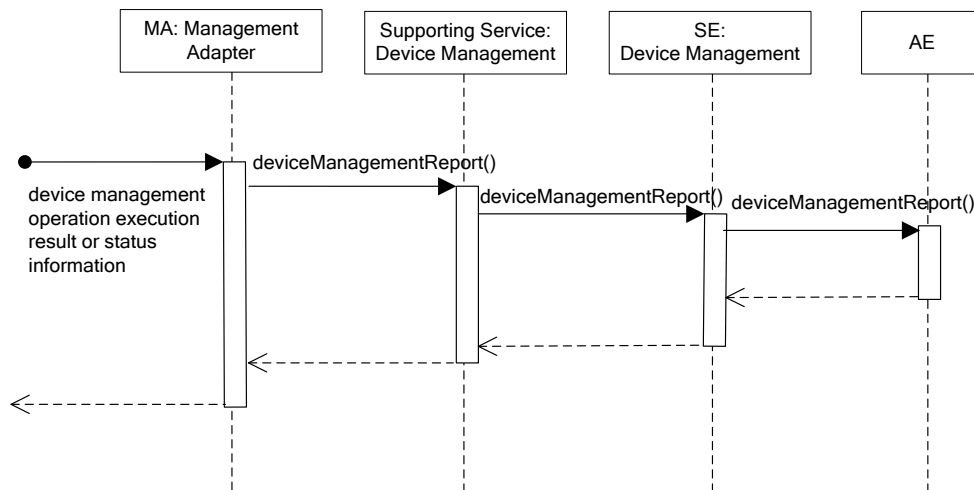 MA: Management
Adapter
Supporting Service:
Device Management
SE:
Device Management
AE
deviceManagementReport()
deviceManagementReport()
deviceManagementReport()
device management
operation execution
result or status
information